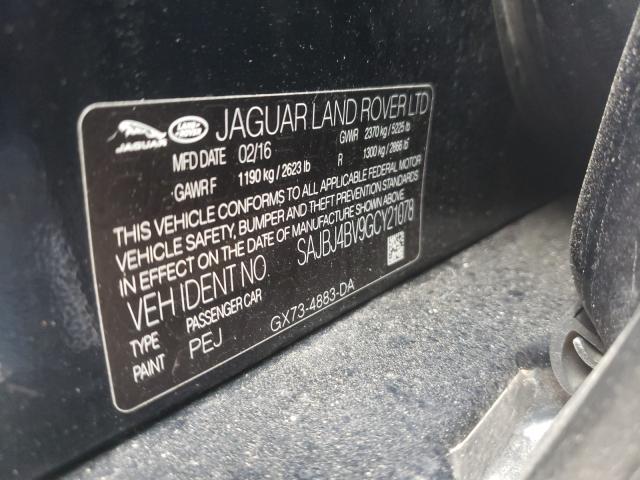 JAGUAR LAND ROVER JAGUAR LAND ROVER LTD
MFD DATE 02/16 GVWR 2370 kg / 5225 lb
GAWR F 1190 kg / 2623 lb R 1300 kg / 2866 lb
THIS VEHICLE CONFORMS TO ALL APPLICABLE FEDERAL MOTOR
VEHICLE SAFETY, BUMPER AND THEFT PREVENTION STANDARDS
IN EFFECT ON THE DATE OF MANUFACTURE SHOWN ABOVE
VEH IDENT NO. SAJBJ4BV9GCY21078
TYPE PASSENGER CAR
PAINT PEJ GX73-4883-DA